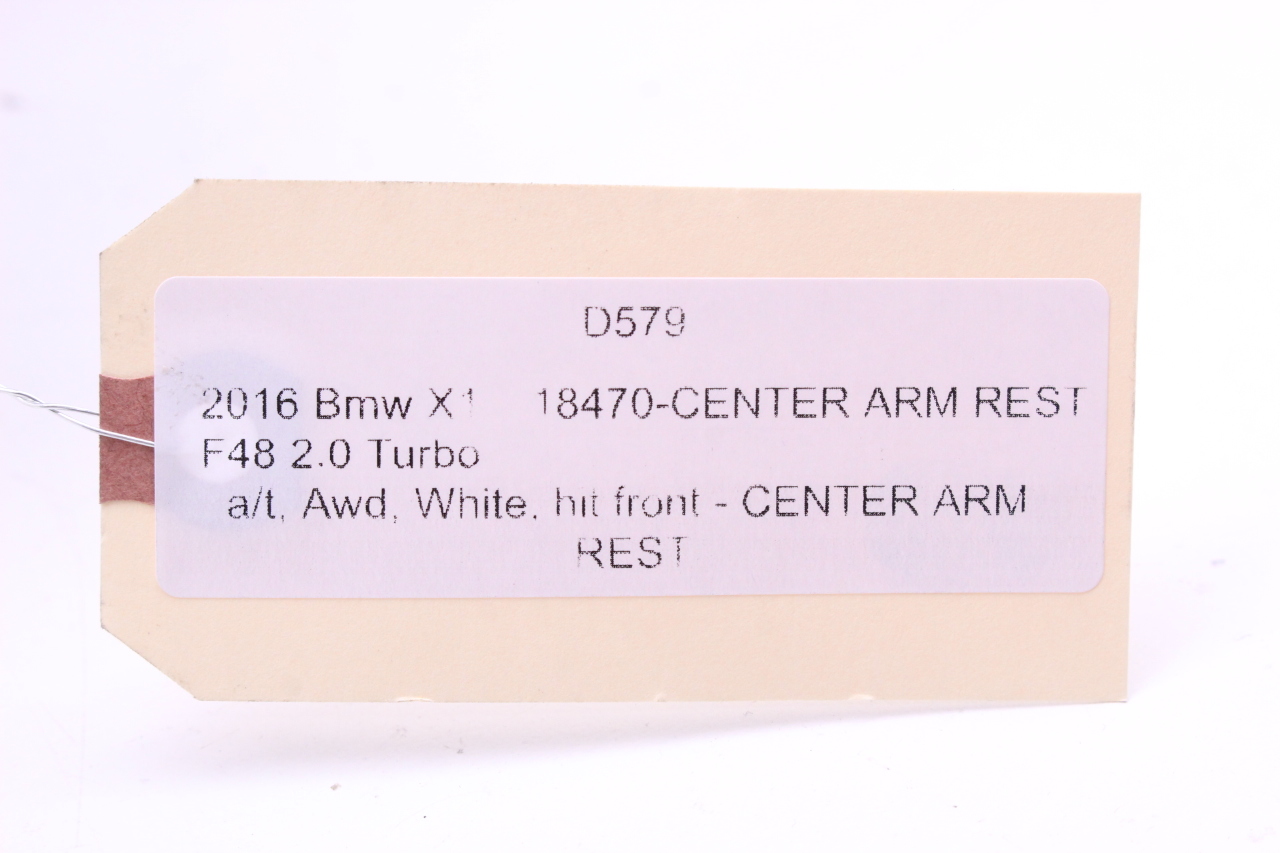 D579
2016 Bmw X1 18470-CENTER ARM REST
F48 2.0 Turbo
a/t, Awd, White, hit front - CENTER ARM
REST